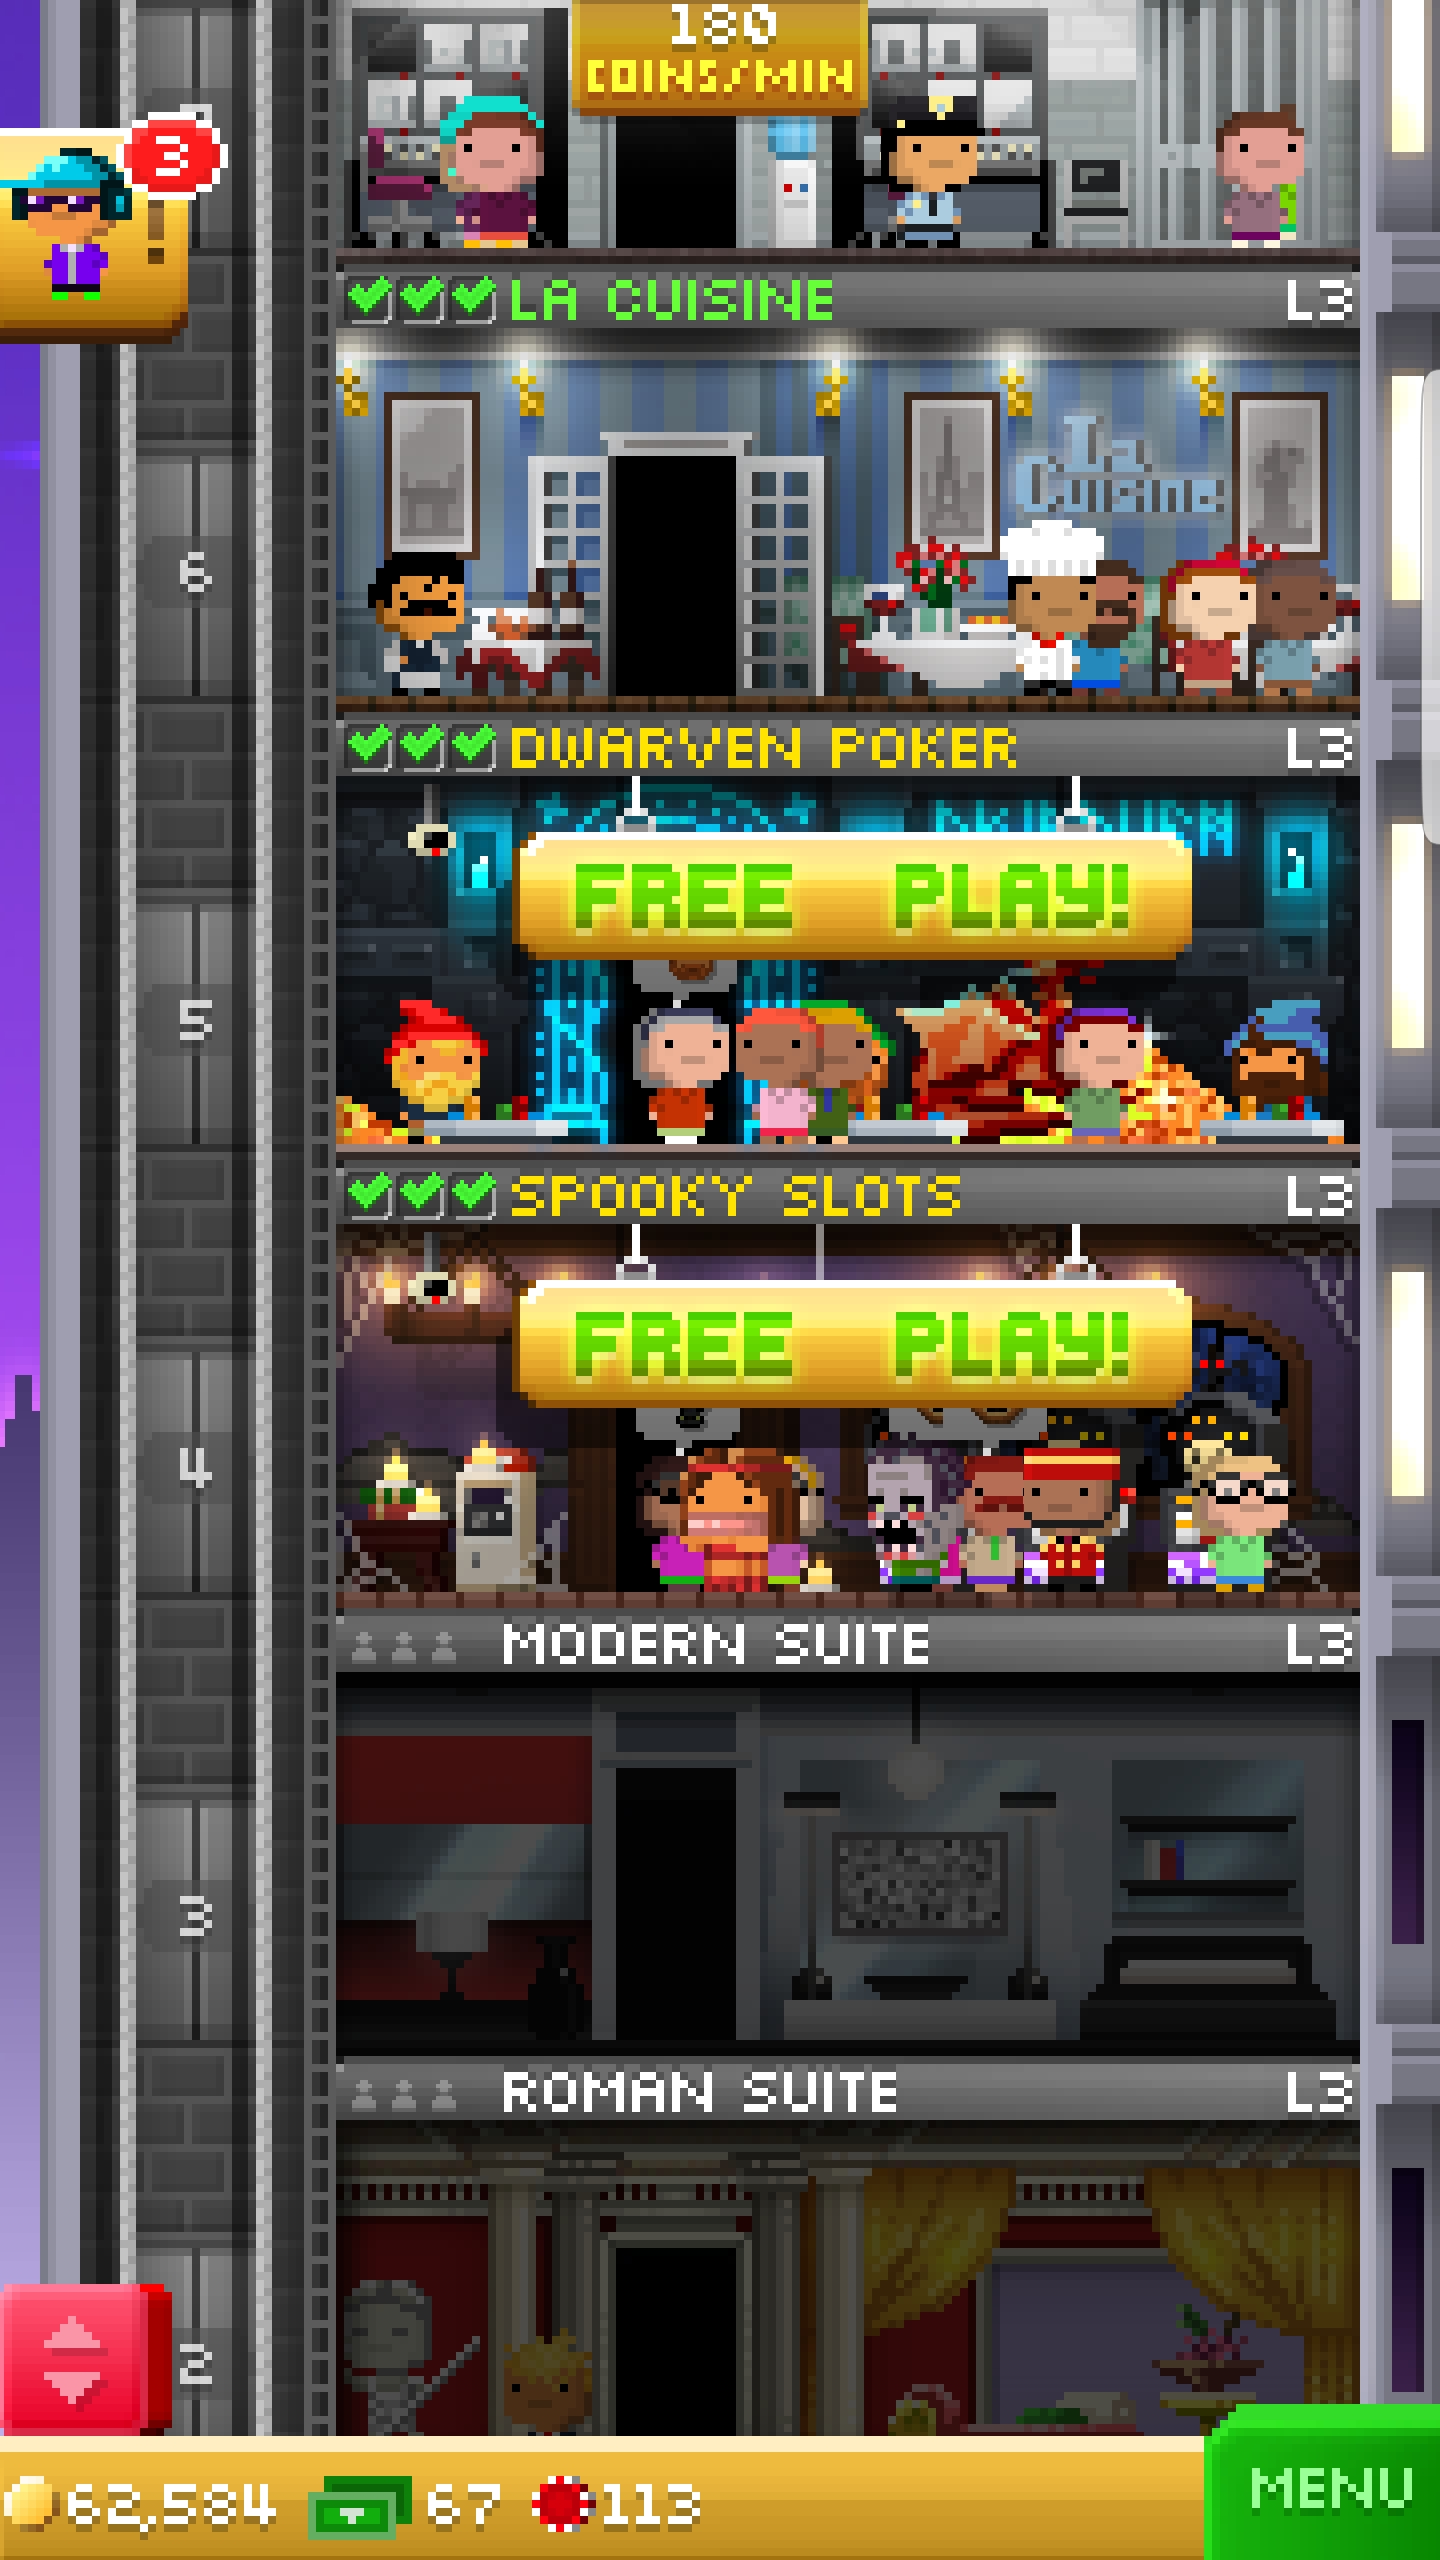 180
COINS/MIN
3
!
LA CUISINE L3
La
Cuisine
6
DWARVEN POKER L3
FREE PLAY!
5
SPOOKY SLOTS L3
FREE PLAY!
4
MODERN SUITE L3
3
ROMAN SUITE L3
2
62,584 67 113
MENU